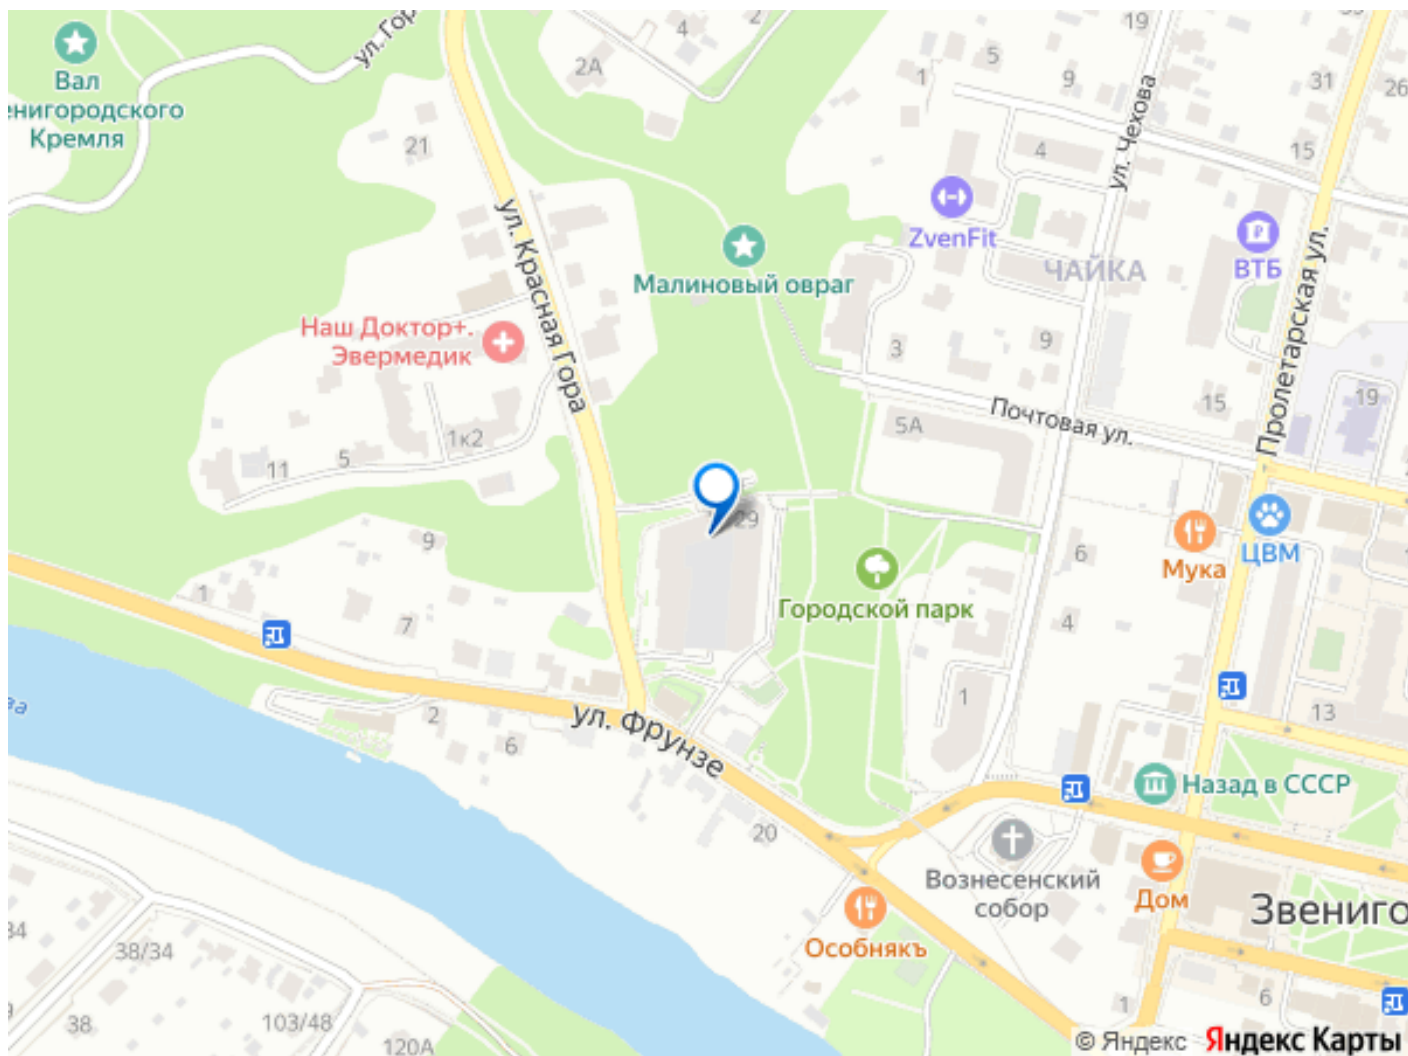 4
2
19
5
1
9
31
26
2А
ул. Гор
Вал
енигородского
Кремля
21
ул. Чехова
4
15
ул. Красная Гора
ZvenFit
ВТБ
Пролетарская ул.
Малиновый овраг
ЧАЙКА
Наш Доктор+.
Эвермедик
3
9
15
19
Почтовая ул.
5А
1к2
5
11
29
9
ЦВМ
Мука
6
Городской парк
1
7
4
ва
2
6
ул. Фрунзе
1
13
Назад в СССР
20
Вознесенский
собор
Дом
Звениго
Особнякъ
34
38/34
38
103/48
120А
1
6
© Яндекс Яндекс Карты